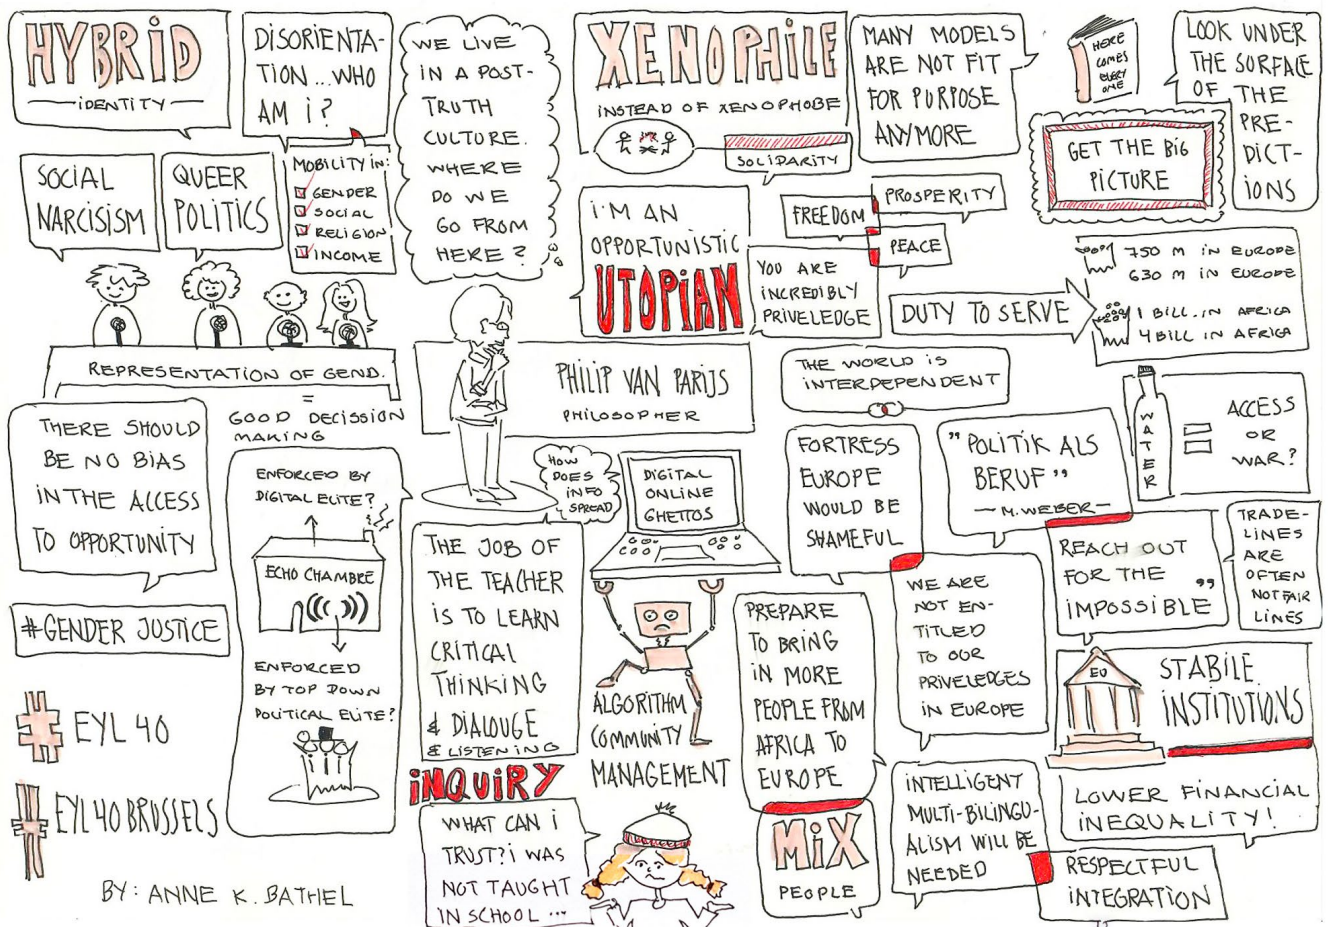 HYBRID
IDENTITY
DISORIENTA-
TION...WHO
AM I?
WE LIVE
IN A POST-
TRUTH
CULTURE.
WHERE
DO WE
GO FROM
HERE?
XENOPHILE
INSTEAD OF XENOPHOBE
SOLIDARITY
MANY MODELS
ARE NOT FIT
FOR PURPOSE
ANYMORE
HERE
COMES
EVERY
ONE
LOOK UNDER
THE SURFACE
OF THE
PRE-
DICT-
IONS
GET THE BIG
PICTURE
SOCIAL
NARCISISM
QUEER
POLITICS
MOBILITY IN:
GENDER
SOCIAL
RELIGION
INCOME
I'M AN
OPPORTUNISTIC
UTOPIAN
FREEDOM
PROSPERITY
PEACE
YOU ARE
INCREDIBLY
PRIVELEDGE
DUTY TO SERVE
750 M IN EUROPE
630 M IN EUROPE
1 BILL. IN AFRICA
4 BILL IN AFRICA
REPRESENTATION OF GEND.
=
GOOD DECISSION
MAKING
PHILIP VAN PARIJS
PHILOSOPHER
THE WORLD IS
INTERDEPENDENT
WATER
=
ACCESS
OR
WAR?
THERE SHOULD
BE NO BIAS
IN THE ACCESS
TO OPPORTUNITY
ENFORCED BY
DIGITAL ELITE?
ECHO CHAMBRE
ENFORCED
BY TOP DOWN
POLITICAL ELITE?
HOW
DOES
INFO
SPREAD
DIGITAL
ONLINE
GHETTOS
FORTRESS
EUROPE
WOULD BE
SHAMEFUL
"POLITIK ALS
BERUF"
- M. WEBER -
TRADE-
LINES
ARE
OFTEN
NOT FAIR
LINES
REACH OUT
FOR THE
IMPOSSIBLE"
THE JOB OF
THE TEACHER
IS TO LEARN
CRITICAL
THINKING
& DIALOUGE
& LISTENING
INQUIRY
ALGORITHM
COMMUNITY
MANAGEMENT
PREPARE
TO BRING
IN MORE
PEOPLE FROM
AFRICA TO
EUROPE
WE ARE
NOT EN-
TITLED
TO OUR
PRIVELEDGES
IN EUROPE
EU
STABILE
INSTITUTIONS
#GENDER JUSTICE
# EYL 40
# EYL 40 BRUSSELS
BY: ANNE K. BATHEL
WHAT CAN I
TRUST? I WAS
NOT TAUGHT
IN SCHOOL ...
MIX
PEOPLE
INTELLIGENT
MULTI-BILINGU-
ALISM WILL BE
NEEDED
LOWER FINANCIAL
INEQUALITY!
RESPECTFUL
INTEGRATION